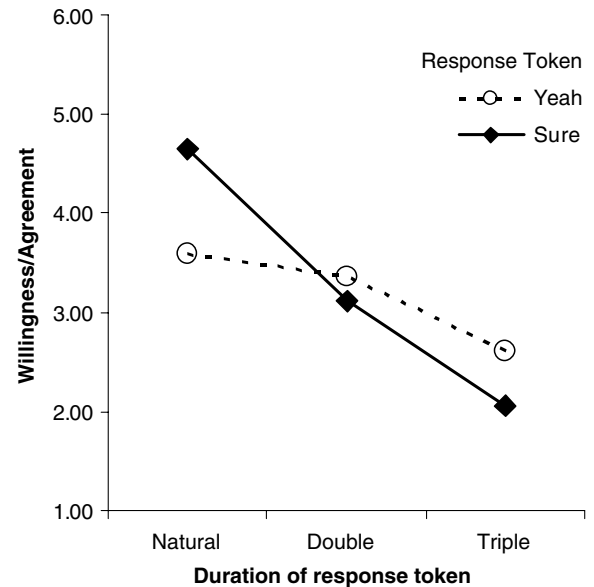 6.00
Response Token
Yeah
5.00
Sure
Willingness/Agreement
4.00
3.00
2.00
1.00
Natural Double Triple
Duration of response token